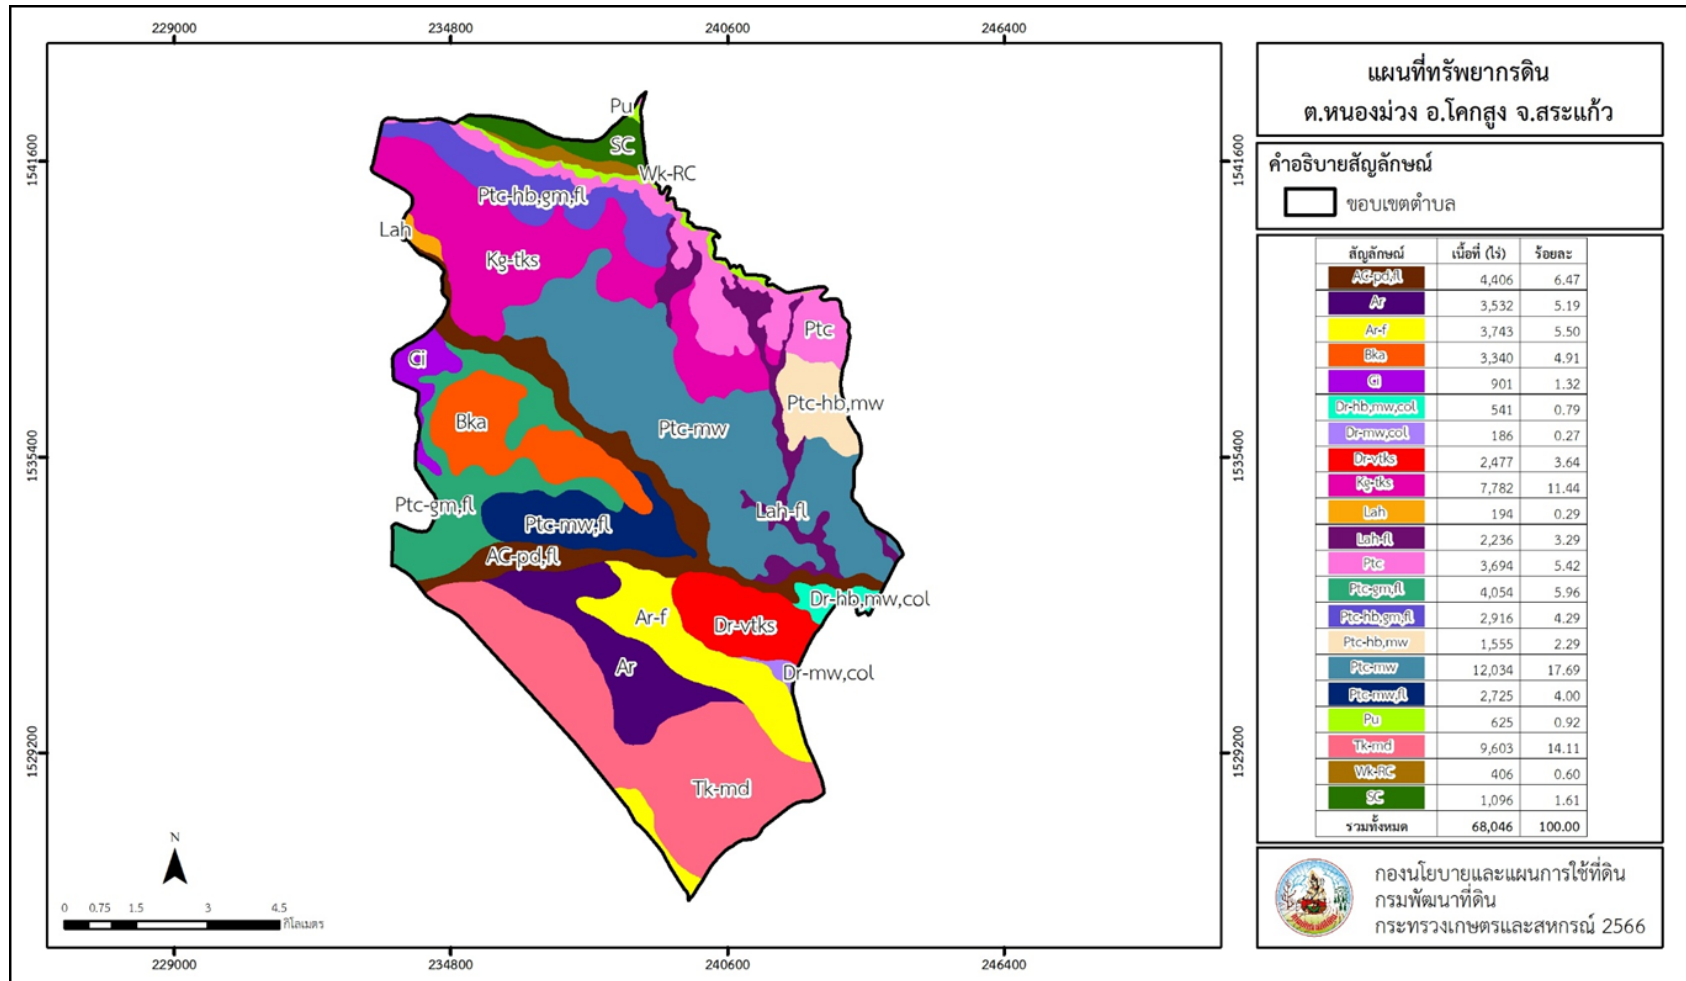 229000
234800
240600
246400
1541600
1541600
1535400
1535400
1529200
1529200
229000
234800
240600
246400
Pu
SC
Wk-RC
Ptc-hb,gm,fl
Lah
Kg-tks
Ptc
Ci
Ptc-hb,mw
Bka
Ptc-mw
Ptc-gm,fl
Lah-fl
Ptc-mw,fl
AC-pd,fl
Dr-hb,mw,col
Ar-f
Dr-vtks
Ar
Dr-mw,col
Tk-md
N
0 0.75 1.5 3 4.5
กิโลเมตร
แผนที่ทรัพยากรดิน
ต.หนองม่วง อ.โคกสูง จ.สระแก้ว
คำอธิบายสัญลักษณ์
ขอบเขตตำบล
สัญลักษณ์ เนื้อที่ (ไร่) ร้อยละ
AC-pd,fl 4,406 6.47
Ar 3,532 5.19
Ar-f 3,743 5.50
Bka 3,340 4.91
Ci 901 1.32
Dr-hb,mw,col 541 0.79
Dr-mw,col 186 0.27
Dr-vtks 2,477 3.64
Kg-tks 7,782 11.44
Lah 194 0.29
Lah-fl 2,236 3.29
Ptc 3,694 5.42
Ptc-gm,fl 4,054 5.96
Ptc-hb,gm,fl 2,916 4.29
Ptc-hb,mw 1,555 2.29
Ptc-mw 12,034 17.69
Ptc-mw,fl 2,725 4.00
Pu 625 0.92
Tk-md 9,603 14.11
Wk-RC 406 0.60
SC 1,096 1.61
รวมทั้งหมด 68,046 100.00
กองนโยบายและแผนการใช้ที่ดิน
กรมพัฒนาที่ดิน
กระทรวงเกษตรและสหกรณ์ 2566